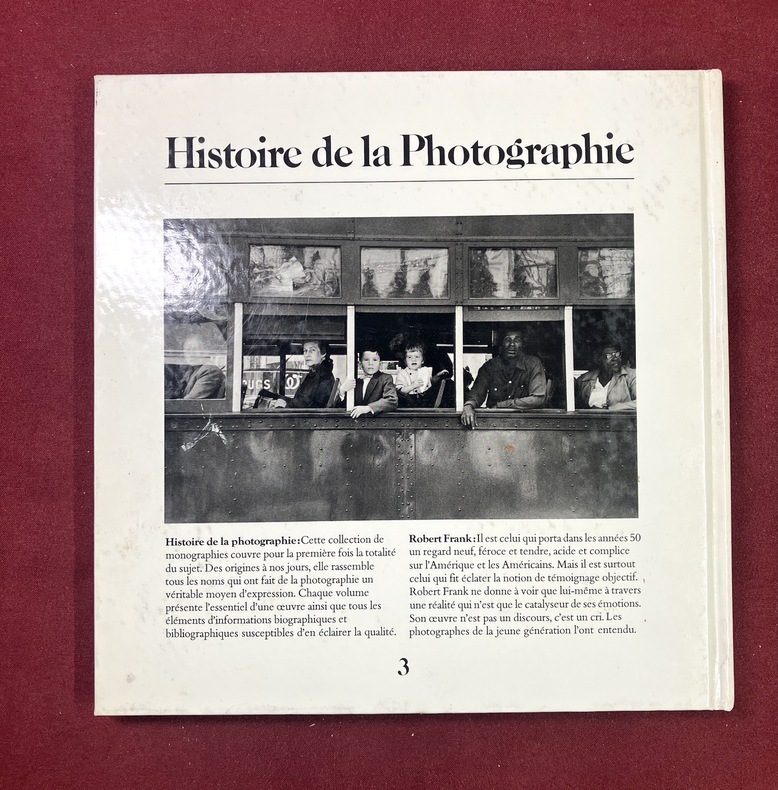 Histoire de la Photographie
UGS
Histoire de la photographie: Cette collection de
monographies couvre pour la première fois la totalité
du sujet. Des origines à nos jours, elle rassemble
tous les noms qui ont fait de la photographie un
véritable moyen d'expression. Chaque volume
présente l'essentiel d'une œuvre ainsi que tous les
éléments d'informations biographiques et
bibliographiques susceptibles d'en éclairer la qualité.
Robert Frank: Il est celui qui porta dans les années 50
un regard neuf, féroce et tendre, acide et complice
sur l'Amérique et les Américains. Mais il est surtout
celui qui fit éclater la notion de témoignage objectif.
Robert Frank ne donne à voir que lui-même à travers
une réalité qui n'est que le catalyseur de ses émotions.
Son œuvre n'est pas un discours, c'est un cri. Les
photographes de la jeune génération l'ont entendu.
3